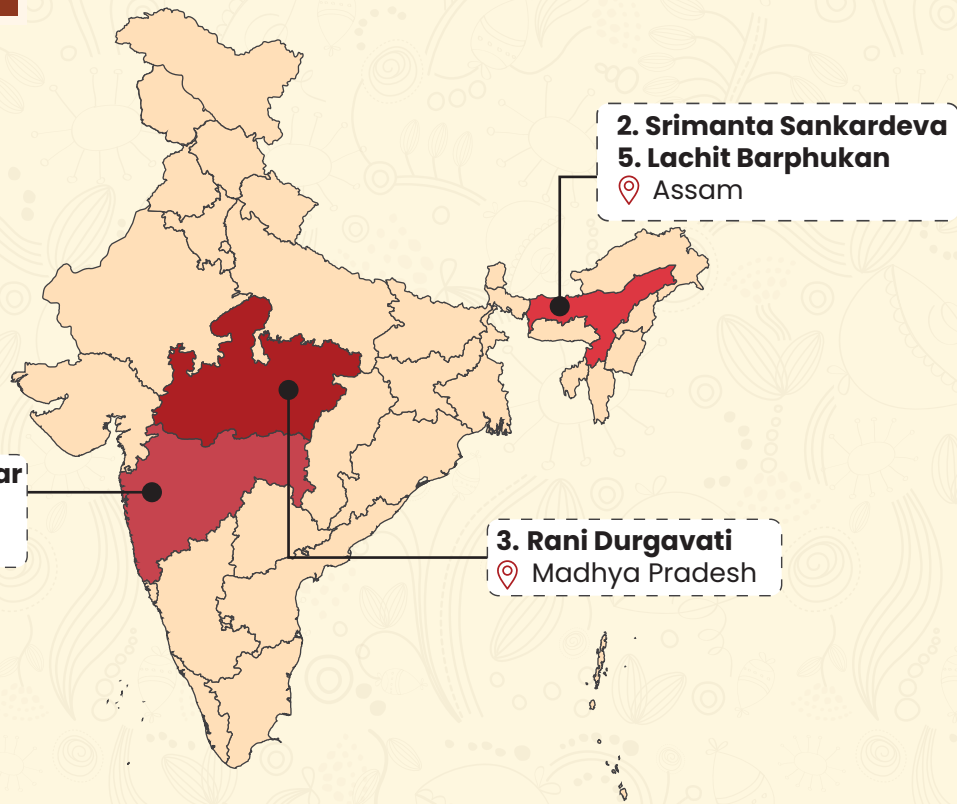 2. Srimanta Sankardeva
5. Lachit Barphukan
Assam
ar
3. Rani Durgavati
Madhya Pradesh